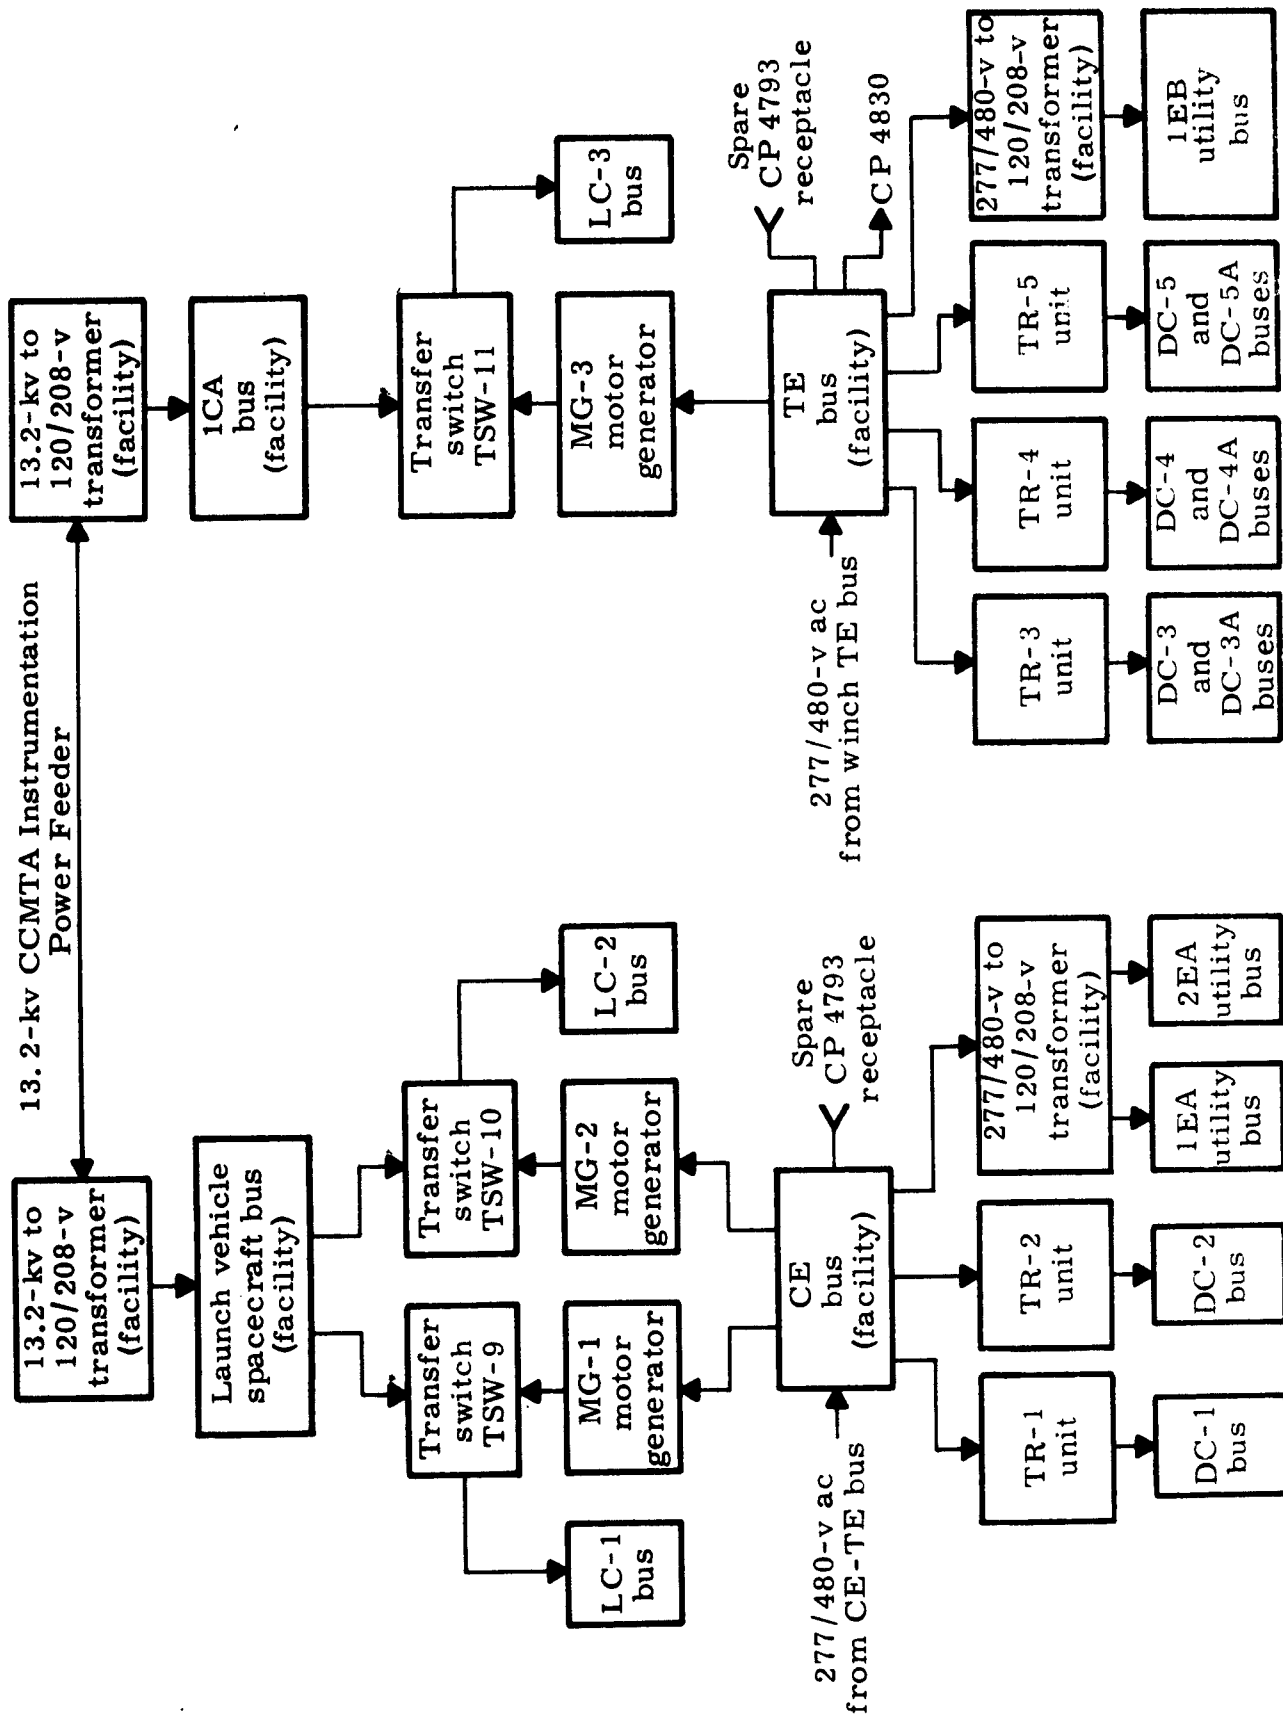 13.2-kv CCMTA Instrumentation
Power Feeder
13.2-kv to
120/208-v
transformer
(facility)
13.2-kv to
120/208-v
transformer
(facility)
Launch vehicle
spacecraft bus
(facility)
1CA
bus
(facility)
Transfer
switch
TSW-9
Transfer
switch
TSW-10
Transfer
switch
TSW-11
LC-1
bus
MG-1
motor
generator
MG-2
motor
generator
LC-2
bus
MG-3
motor
generator
LC-3
bus
277/480-v ac
from CE-TE bus
CE
bus
(facility)
Spare
CP 4793
receptacle
277/480-v ac
from winch TE bus
TE
bus
(facility)
Spare
CP 4793
receptacle
CP 4830
TR-1
unit
TR-2
unit
277/480-v to
120/208-v
transformer
(facility)
TR-3
unit
TR-4
unit
TR-5
unit
277/480-v to
120/208-v
transformer
(facility)
DC-1
bus
DC-2
bus
1EA
utility
bus
2EA
utility
bus
DC-3
and
DC-3A
buses
DC-4
and
DC-4A
buses
DC-5
and
DC-5A
buses
1EB
utility
bus